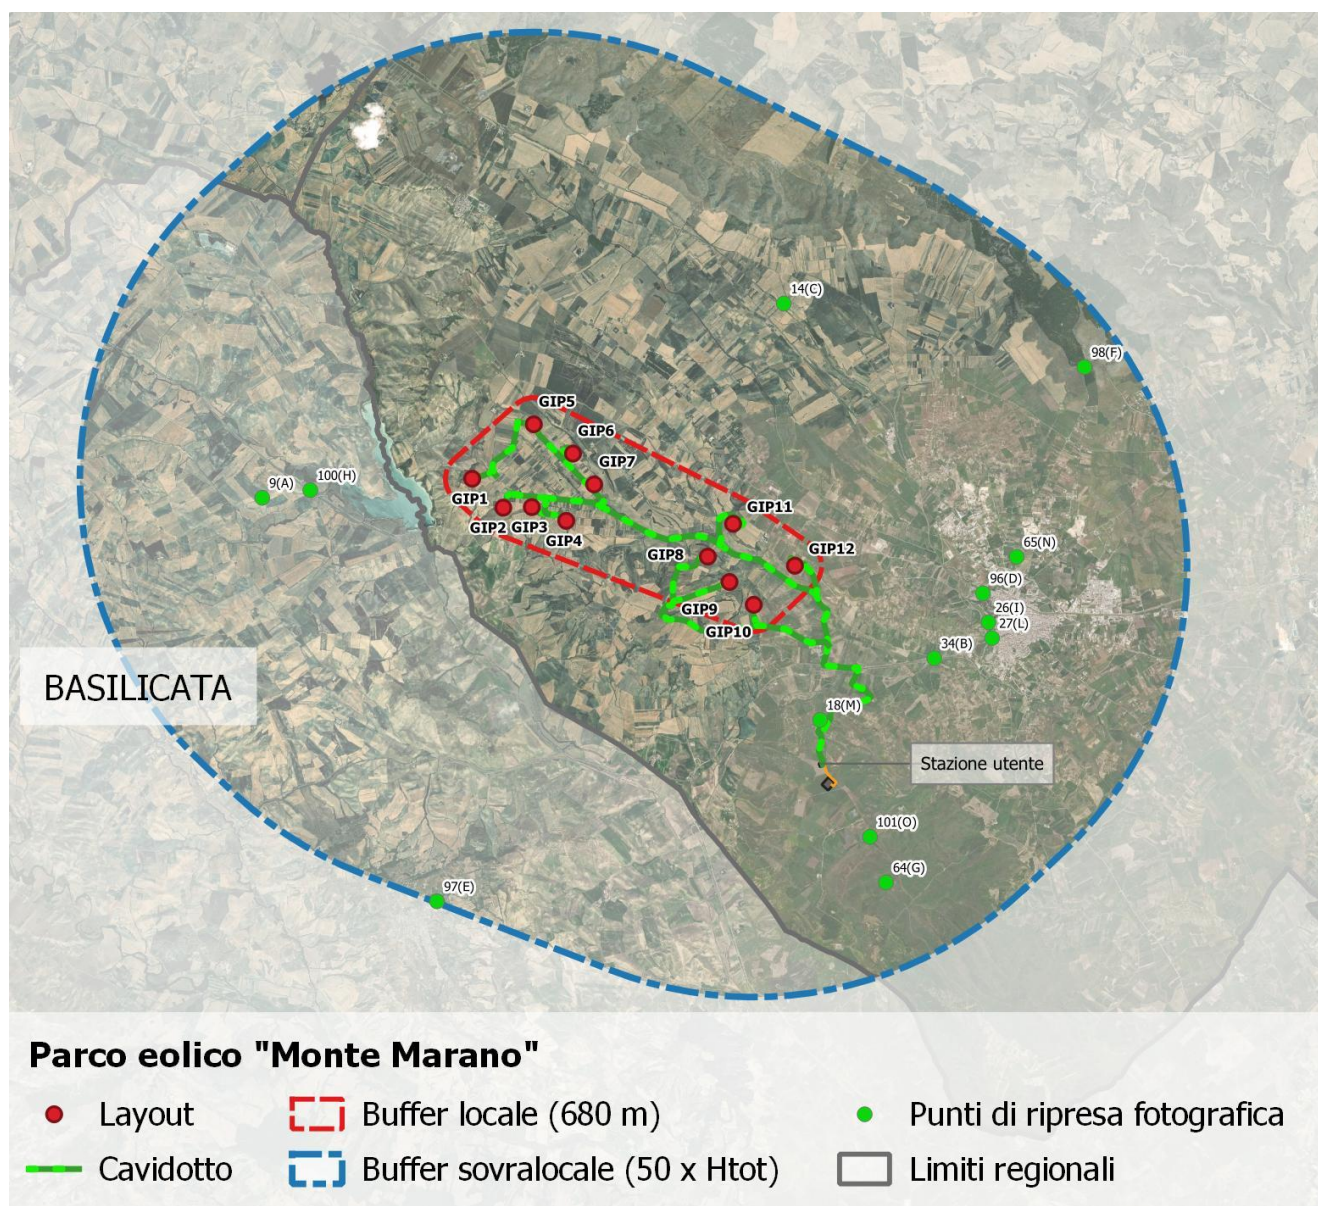 14(C)
98(F)
GIP5
GIP6
GIP7
9(A)
100(H)
GIP1
GIP2
GIP3
GIP4
GIP11
GIP8
GIP12
65(N)
96(D)
GIP9
26(I)
27(L)
GIP10
34(B)
BASILICATA
18(M)
Stazione utente
101(O)
64(G)
97(E)
Parco eolico "Monte Marano"
Layout
Buffer locale (680 m)
Punti di ripresa fotografica
Cavidotto
Buffer sovralocale (50 x Htot)
Limiti regionali